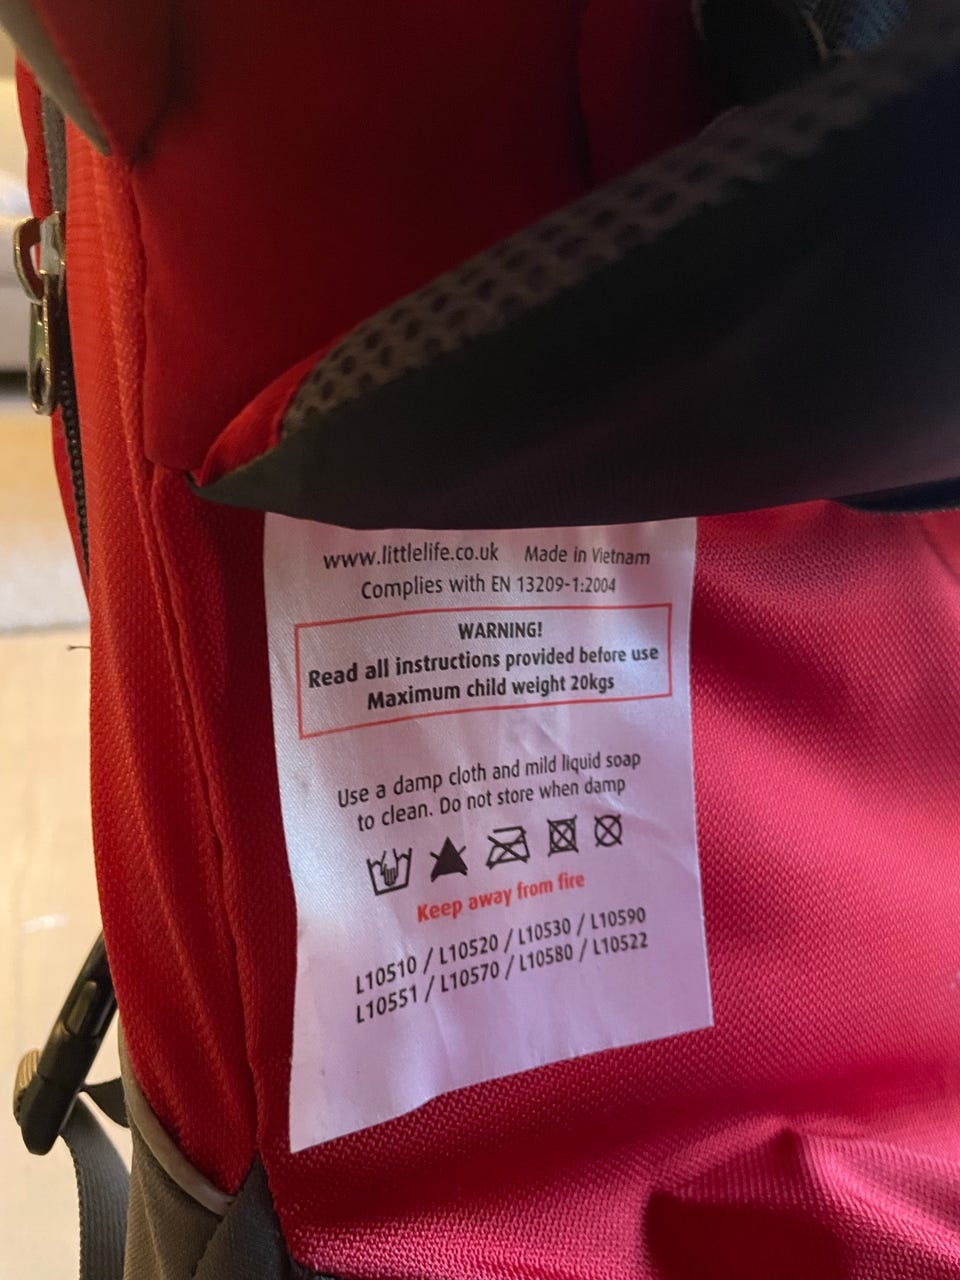 www.littlelife.co.uk Made in Vietnam
Complies with EN 13209-1:2004
WARNING!
Read all instructions provided before use
Maximum child weight 20kgs
Use a damp cloth and mild liquid soap
to clean. Do not store when damp
Keep away from fire
L10510 / L10520 / L10530 / L10590
L10551 / L10570 / L10580 / L10522